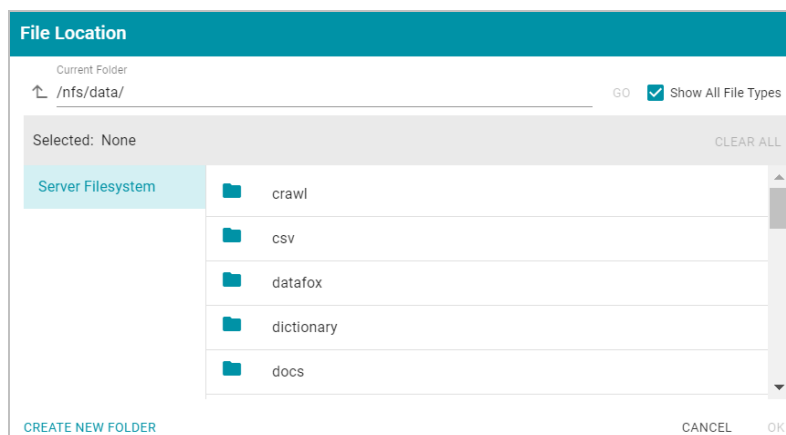 File Location
Current Folder
/nfs/data/ GO Show All File Types
Selected: None CLEAR ALL
Server Filesystem
crawl
csv
datafox
dictionary
docs
CREATE NEW FOLDER CANCEL OK